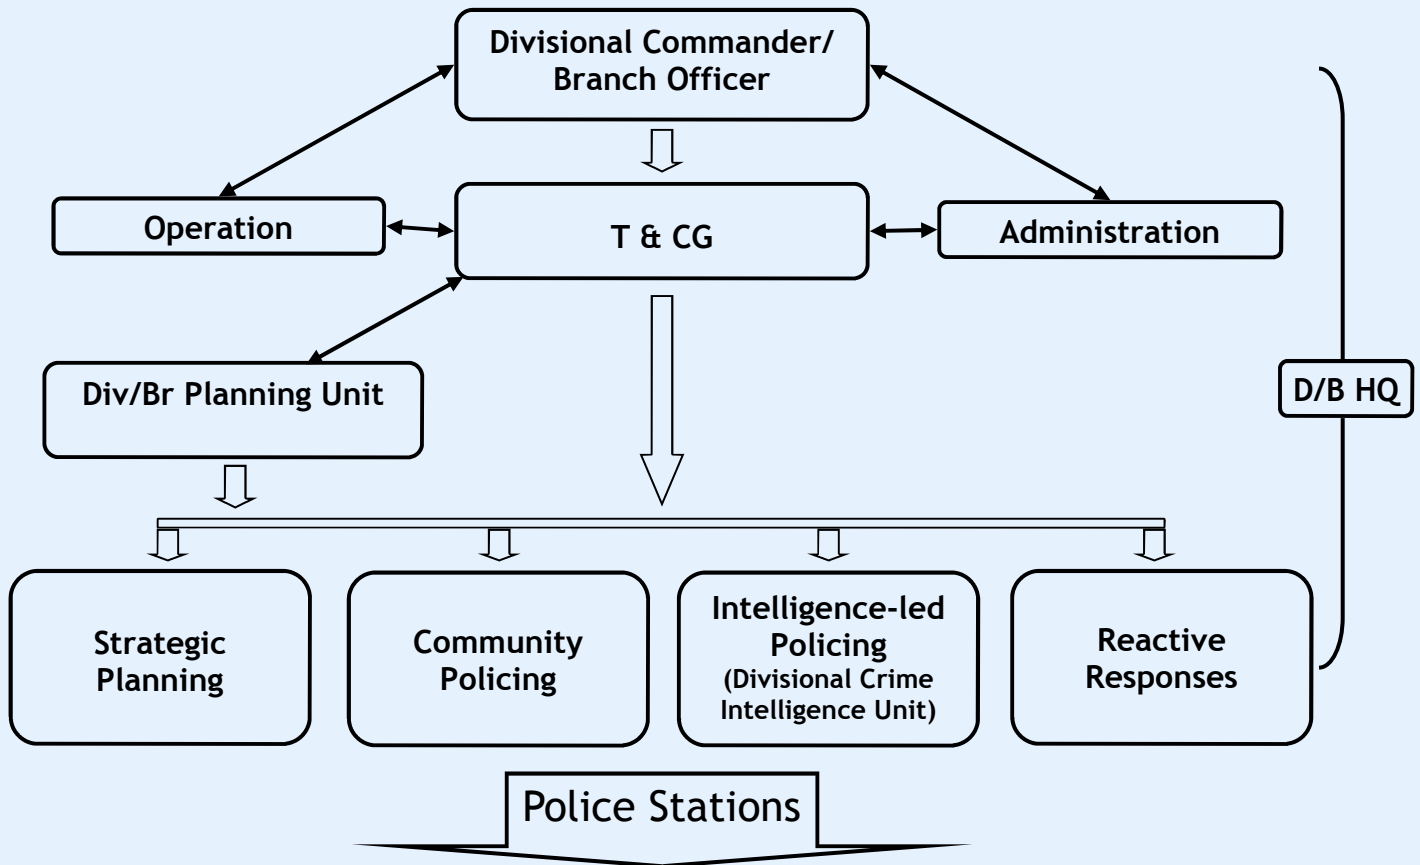 Divisional Commander/
Branch Officer
Operation
T & CG
Administration
Div/Br Planning Unit
D/B HQ
Strategic
Planning
Community
Policing
Intelligence-led
Policing
(Divisional Crime
Intelligence Unit)
Reactive
Responses
Police Stations